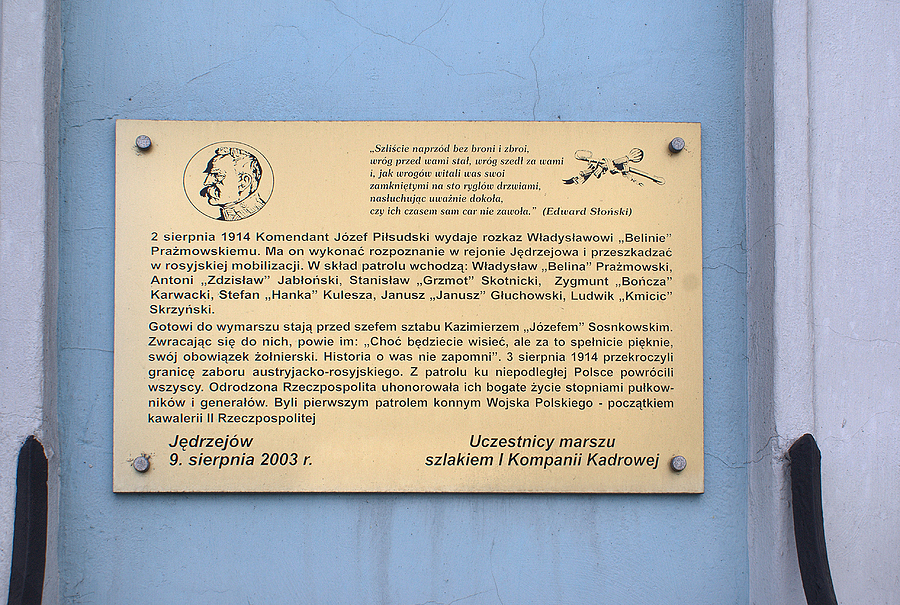 „Szliście naprzód bez broni i zbroi,
wróg przed wami stał, wróg szedł za wami
i, jak wrogów witali was swoi
zamkniętymi na sto ryglów drzwiami,
nasłuchując uważnie dokoła,
czy ich czasem sam car nie zawoła.” (Edward Słoński)
2 sierpnia 1914 Komendant Józef Piłsudski wydaje rozkaz Władysławowi „Belinie”
Prażmowskiemu. Ma on wykonać rozpoznanie w rejonie Jędrzejowa i przeszkadzać
w rosyjskiej mobilizacji. W skład patrolu wchodzą: Władysław „Belina” Prażmowski,
Antoni „Zdzisław” Jabłoński, Stanisław „Grzmot” Skotnicki, Zygmunt „Bończa”
Karwacki, Stefan „Hanka” Kulesza, Janusz „Janusz” Głuchowski, Ludwik „Kmicic”
Skrzyński.
Gotowi do wymarszu stają przed szefem sztabu Kazimierzem „Józefem” Sosnkowskim.
Zwracając się do nich, powie im: „Choć będziecie wisieć, ale za to spełnicie pięknie,
swój obowiązek żołnierski. Historia o was nie zapomni”. 3 sierpnia 1914 przekroczyli
granicę zaboru austryjacko-rosyjskiego. Z patrolu ku niepodległej Polsce powrócili
wszyscy. Odrodzona Rzeczpospolita uhonorowała ich bogate życie stopniami pułkow-
ników i generałów. Byli pierwszym patrolem konnym Wojska Polskiego - początkiem
kawalerii II Rzeczpospolitej
Jędrzejów
9. sierpnia 2003 r.
Uczestnicy marszu
szlakiem I Kompanii Kadrowej